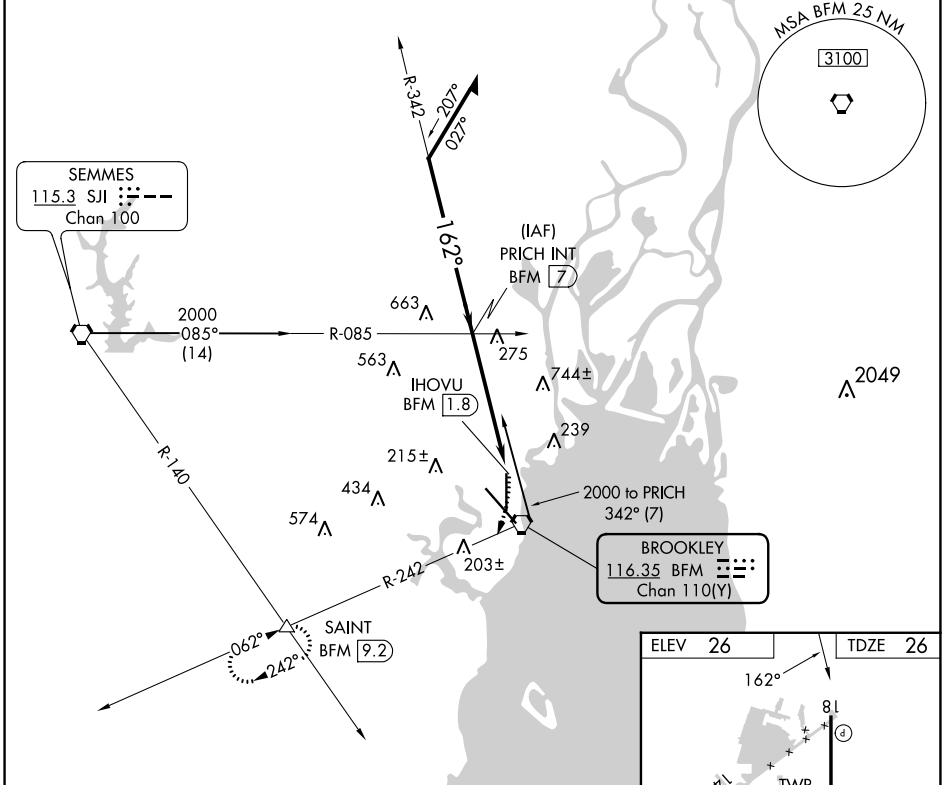 MSA BFM 25 NM
3100
R-342
207°
027°
SEMMES
115.3 SJI
Chan 100
162°
(IAF)
PRICH INT
BFM 7
663
2000
085°
(14)
R-085
275
563
744±
2049
IHOVU
BFM 1.8
239
R-140
215±
434
574
2000 to PRICH
342° (7)
BROOKLEY
116.35 BFM
Chan 110(Y)
203±
R-242
SAINT
BFM 9.2
062°
242°
ELEV 26
TDZE 26
162°
18
P
14
TWR